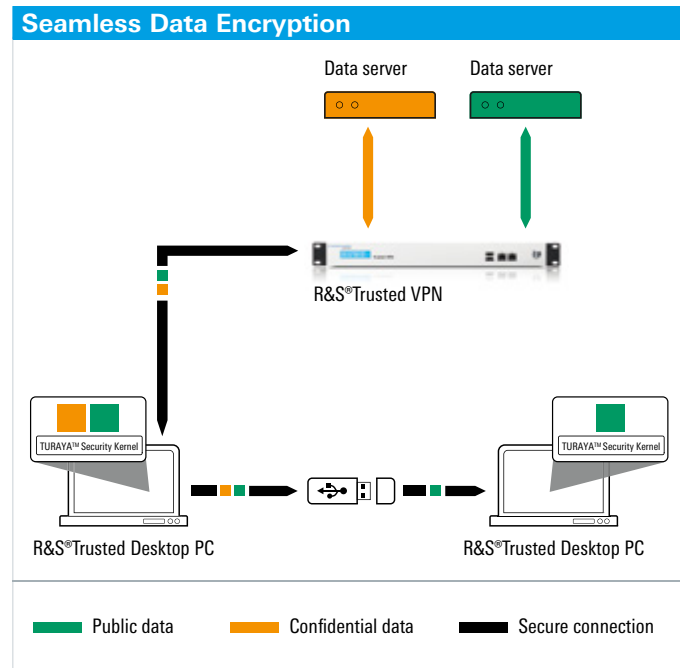 Seamless Data Encryption
Data server
Data server
R&S®Trusted VPN
TURAYA™ Security Kernel
TURAYA™ Security Kernel
R&S®Trusted Desktop PC
R&S®Trusted Desktop PC
Public data
Confidential data
Secure connection